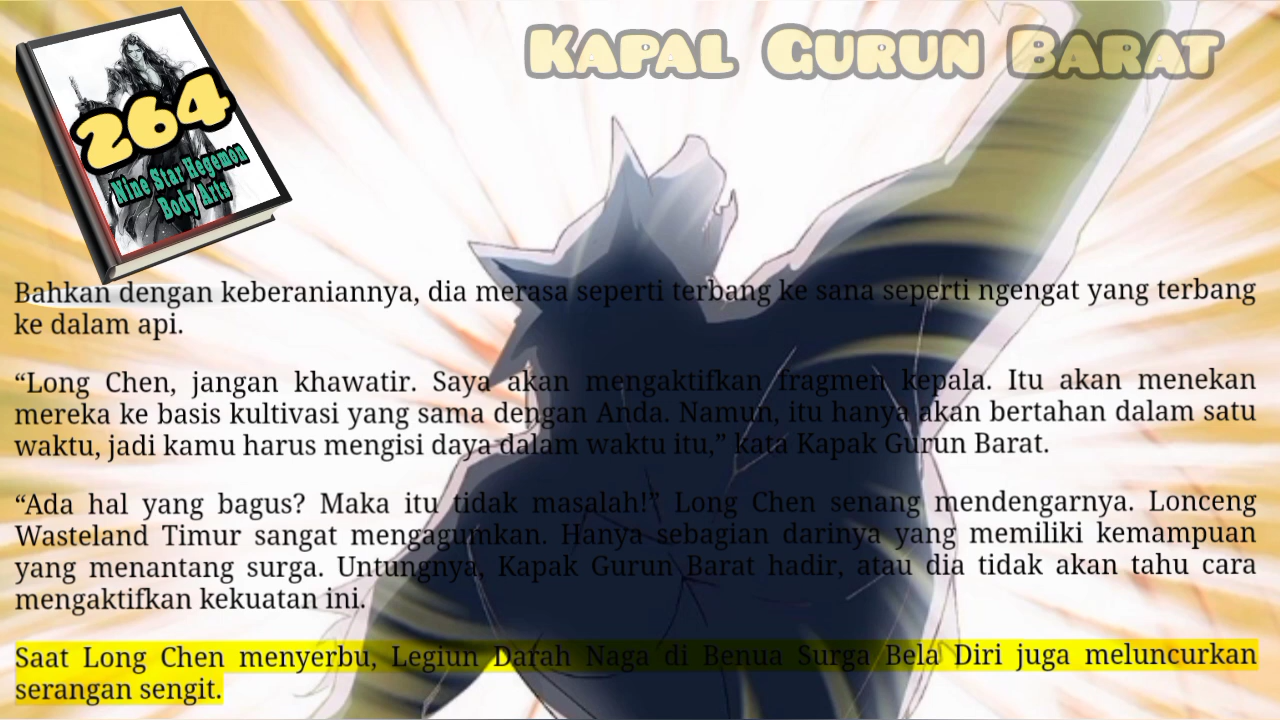 KAPAL GURUN BARAT
264
Nine Star Hegemon
Body Arts
Bahkan dengan keberaniannya, dia merasa seperti terbang ke sana seperti ngengat yang terbang
ke dalam api.
“Long Chen, jangan khawatir. Saya akan mengaktifkan fragmen kepala. Itu akan menekan
mereka ke basis kultivasi yang sama dengan Anda. Namun, itu hanya akan bertahan dalam satu
waktu, jadi kamu harus mengisi daya dalam waktu itu,” kata Kapak Gurun Barat.
“Ada hal yang bagus? Maka itu tidak masalah!” Long Chen senang mendengarnya. Lonceng
Wasteland Timur sangat mengagumkan. Hanya sebagian darinya yang memiliki kemampuan
yang menantang surga. Untungnya, Kapak Gurun Barat hadir, atau dia tidak akan tahu cara
mengaktifkan kekuatan ini.
Saat Long Chen menyerbu, Legiun Darah Naga di Benua Surga Bela Diri juga meluncurkan
serangan sengit.